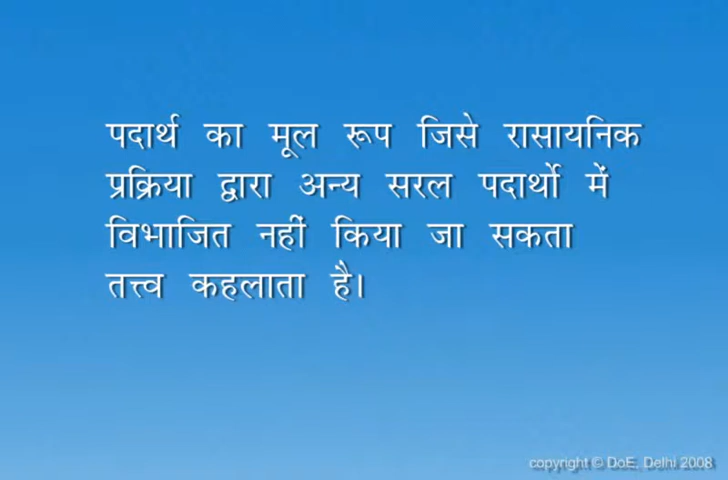 पदार्थ का मूल रूप जिसे रासायनिक
प्रक्रिया द्वारा अन्य सरल पदार्थो में
विभाजित नहीं किया जा सकता
तत्त्व कहलाता है।
copyright © DoE, Delhi 2008